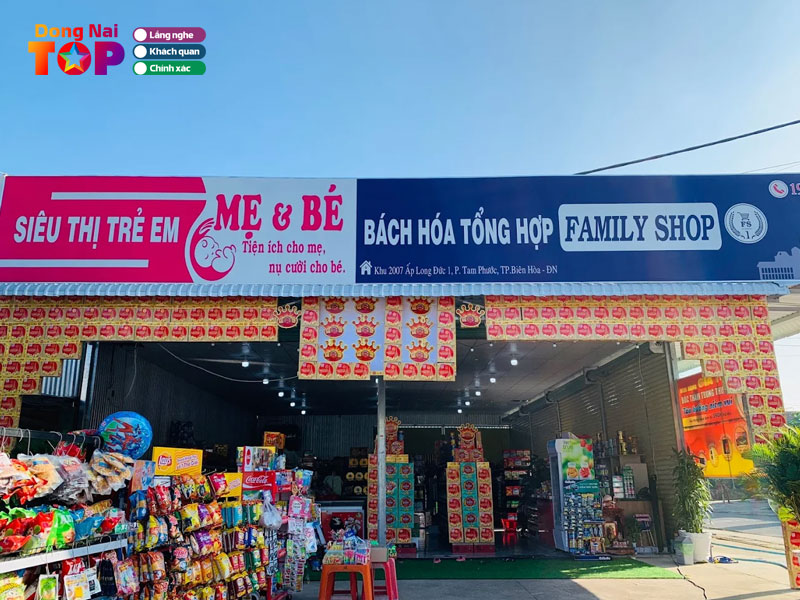 Dong Nai
TOP
Lắng nghe
Khách quan
Chính xác
SIÊU THỊ TRẺ EM
MẸ & BÉ
Tiện ích cho mẹ,
nụ cười cho bé.
BÁCH HÓA TỔNG HỢP
FAMILY SHOP
FS
19
Khu 2007 Ấp Long Đức 1, P. Tam Phước, TP.Biên Hòa - ĐN
Coca-Cola